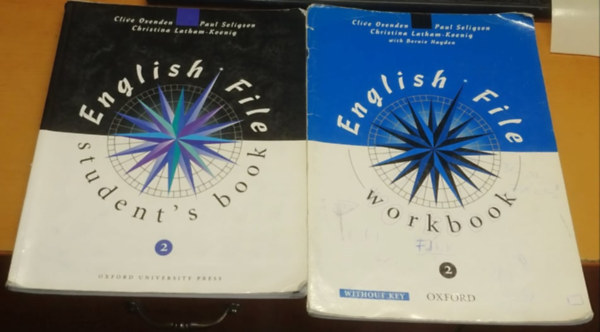 Clive Oxenden Paul Seligson
Christina Latham-Koenig
English File
student's book
2
OXFORD UNIVERSITY PRESS
Clive Oxenden Paul Seligson
Christina Latham-Koenig
with Bernie Hayden
English File
workbook
2
WITHOUT KEY OXFORD